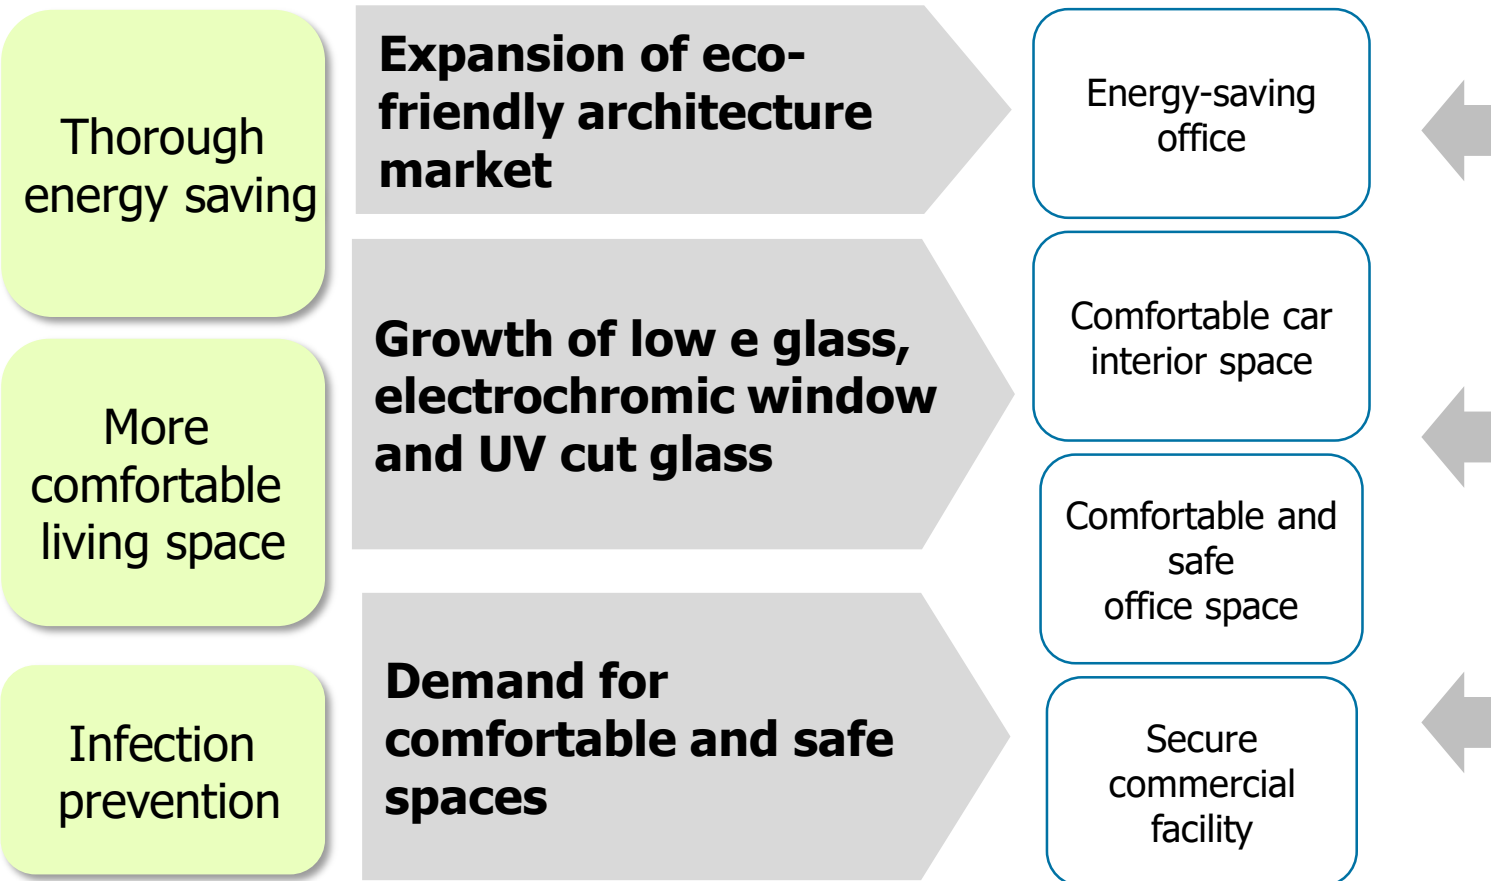 Thorough
energy saving
More
comfortable
living space
Infection
prevention
Expansion of eco-
friendly architecture
market
Growth of low e glass,
electrochromic window
and UV cut glass
Demand for
comfortable and safe
spaces
Energy-saving
office
Comfortable car
interior space
Comfortable and
safe
office space
Secure
commercial
facility